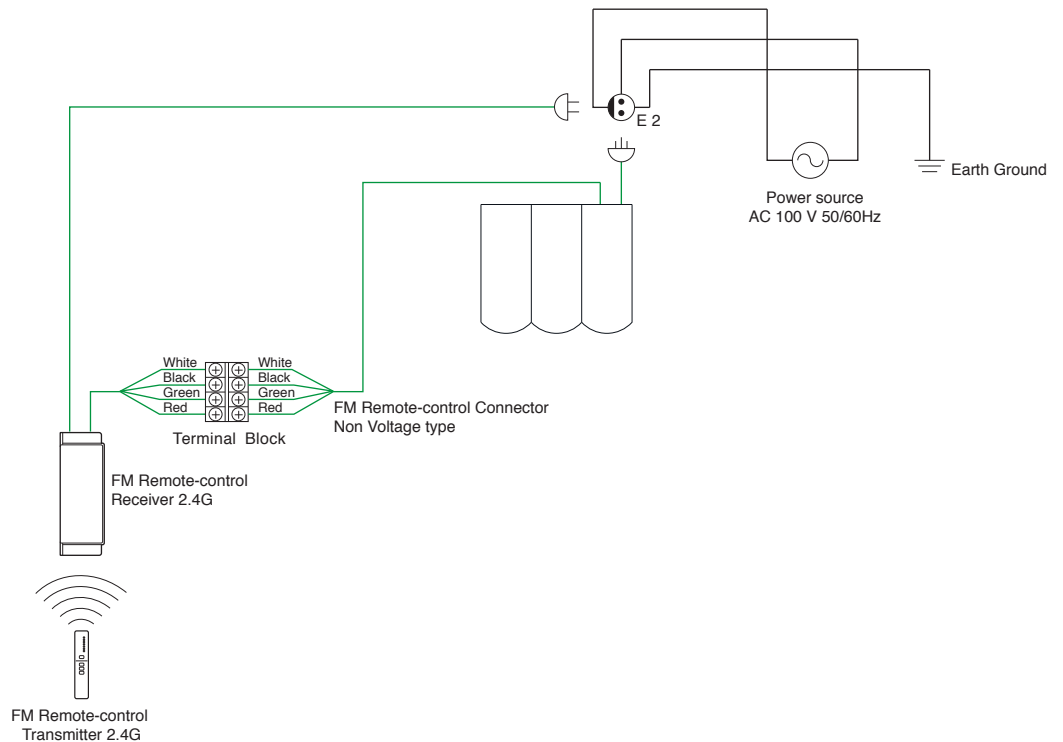 E 2
Earth Ground
Power source
AC 100 V 50/60Hz
White
Black
Green
Red
White
Black
Green
Red
Terminal Block
FM Remote-control Connector
Non Voltage type
FM Remote-control
Receiver 2.4G
FM Remote-control
Transmitter 2.4G